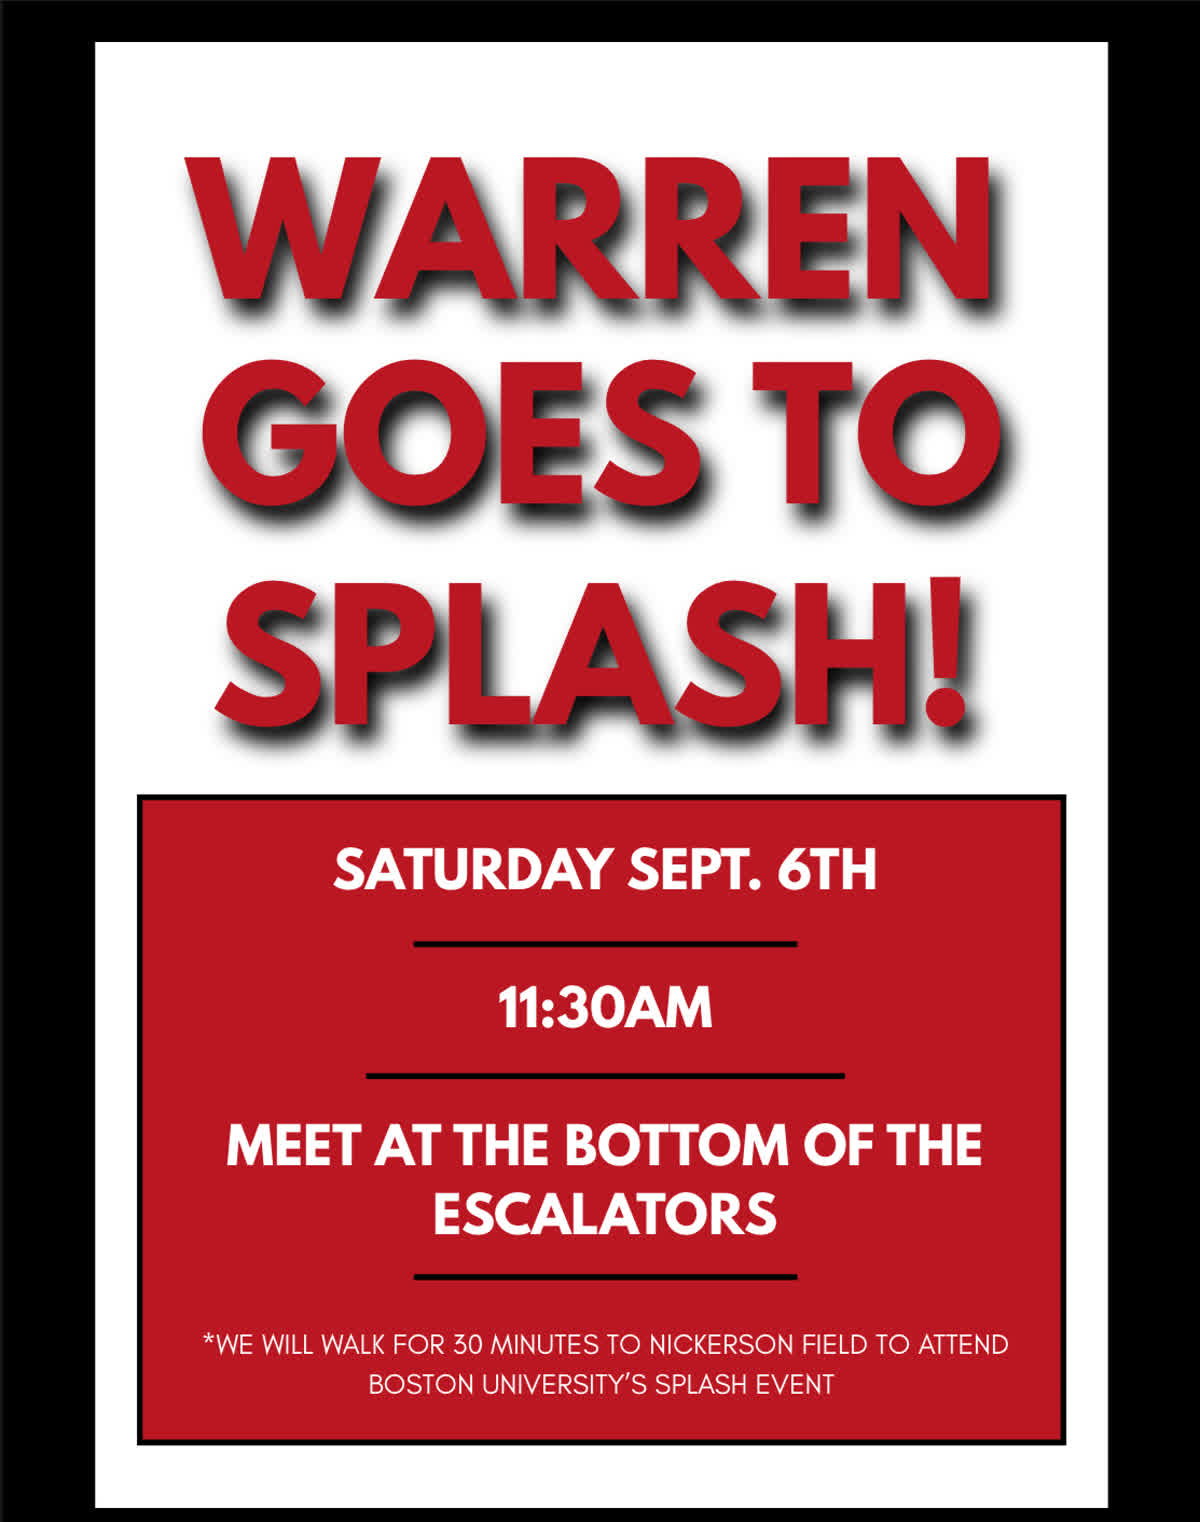 WARREN
GOES TO
SPLASH!
SATURDAY SEPT. 6TH
11:30AM
MEET AT THE BOTTOM OF THE
ESCALATORS
*WE WILL WALK FOR 30 MINUTES TO NICKERSON FIELD TO ATTEND
BOSTON UNIVERSITY'S SPLASH EVENT